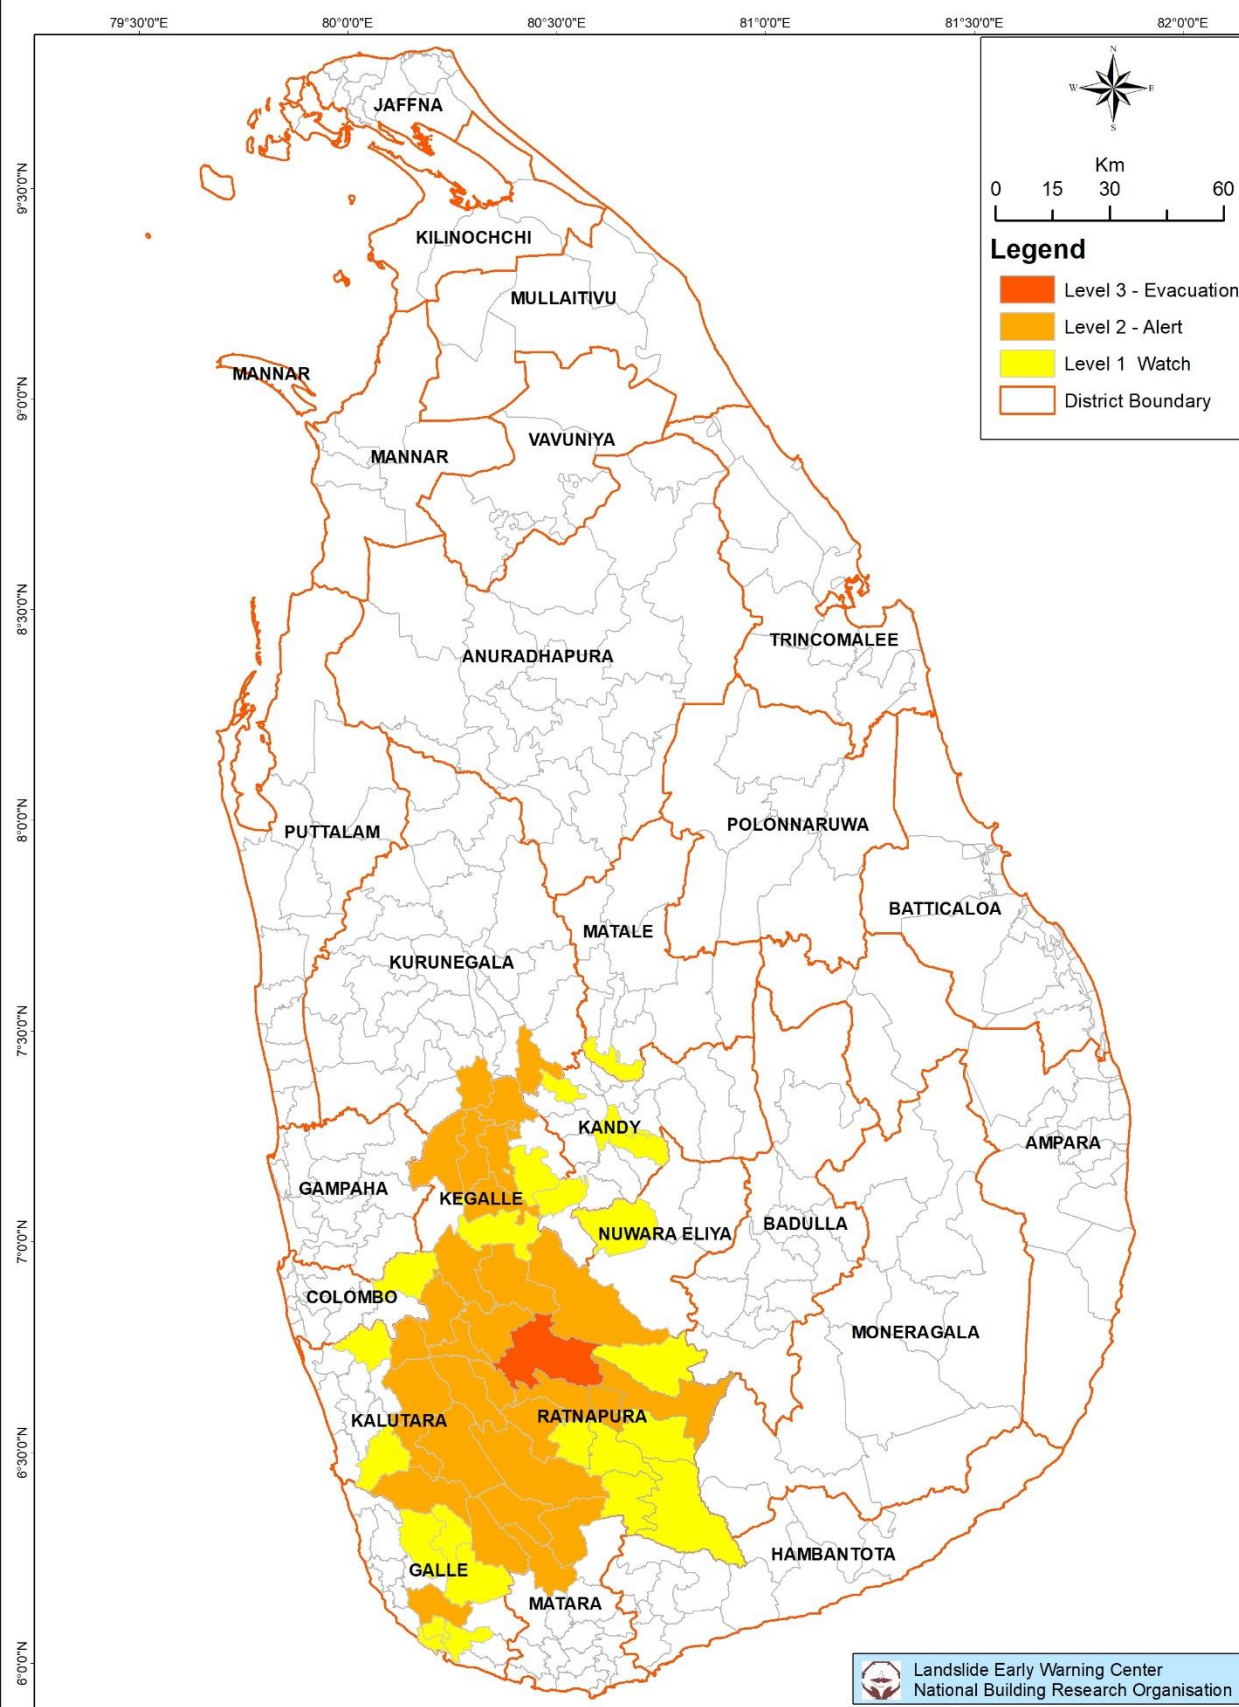 79°30'0"E 80°0'0"E 80°30'0"E 81°0'0"E 81°30'0"E 82°0'0"E
N
W E
S
Km
0 15 30 60
Legend
Level 3 - Evacuation
Level 2 - Alert
Level 1 Watch
District Boundary
JAFFNA
KILINOCHCHI
MULLAITIVU
MANNAR
VAVUNIYA
MANNAR
TRINCOMALEE
ANURADHAPURA
POLONNARUWA
PUTTALAM
BATTICALOA
MATALE
KURUNEGALA
KANDY
AMPARA
GAMPAHA
KEGALLE
BADULLA
NUWARA ELIYA
COLOMBO
MONERAGALA
RATNAPURA
KALUTARA
HAMBANTOTA
GALLE
MATARA
9°30'0"N
9°0'0"N
8°30'0"N
8°0'0"N
7°30'0"N
7°0'0"N
6°30'0"N
6°0'0"N
Landslide Early Warning Center
National Building Research Organisation